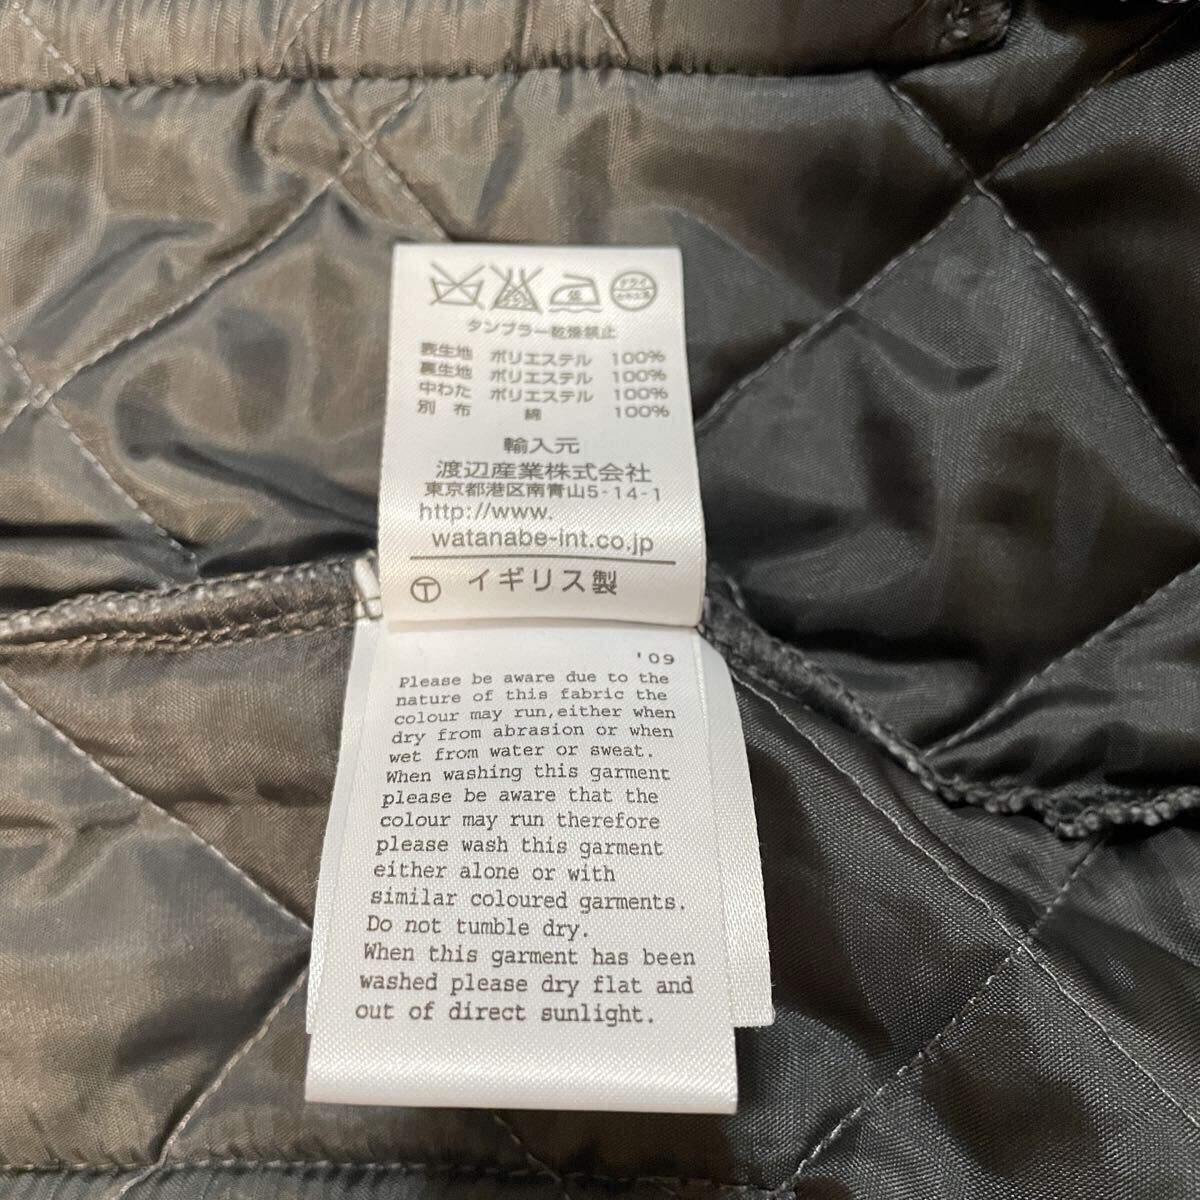 タンブラー乾燥禁止
表生地 ポリエステル 100%
裏生地 ポリエステル 100%
中わた ポリエステル 100%
別 布 綿 100%
輸入元
渡辺産業株式会社
東京都港区南青山5-14-1
http://www.
watanabe-int.co.jp
Ⓣ イギリス製
'09
Please be aware due to the
nature of this fabric the
colour may run,either when
dry from abrasion or when
wet from water or sweat.
When washing this garment
please be aware that the
colour may run therefore
please wash this garment
either alone or with
similar coloured garments.
Do not tumble dry.
When this garment has been
washed please dry flat and
out of direct sunlight.